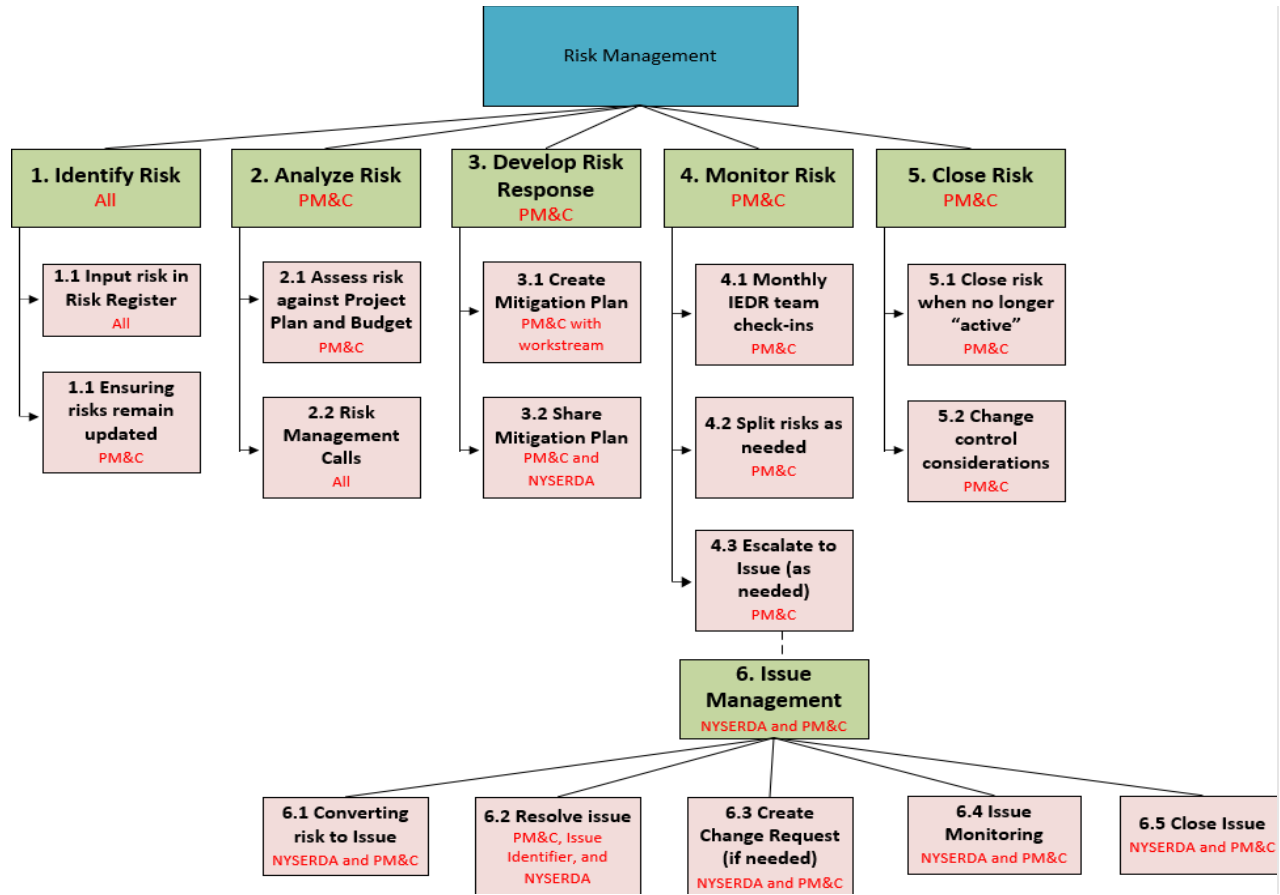 Risk Management
1. Identify Risk
All
2. Analyze Risk
PM&C
3. Develop Risk
Response
PM&C
4. Monitor Risk
PM&C
5. Close Risk
PM&C
1.1 Input risk in
Risk Register
All
1.1 Ensuring
risks remain
updated
PM&C
2.1 Assess risk
against Project
Plan and Budget
PM&C
2.2 Risk
Management
Calls
All
3.1 Create
Mitigation Plan
PM&C with
workstream
3.2 Share
Mitigation Plan
PM&C and
NYSERDA
4.1 Monthly
IEDR team
check-ins
PM&C
4.2 Split risks as
needed
PM&C
4.3 Escalate to
Issue (as
needed)
PM&C
5.1 Close risk
when no longer
“active”
PM&C
5.2 Change
control
considerations
PM&C
6. Issue
Management
NYSERDA and PM&C
6.1 Converting
risk to Issue
NYSERDA and PM&C
6.2 Resolve issue
PM&C, Issue
Identifier, and
NYSERDA
6.3 Create
Change Request
(if needed)
NYSERDA and PM&C
6.4 Issue
Monitoring
NYSERDA and PM&C
6.5 Close Issue
NYSERDA and PM&C